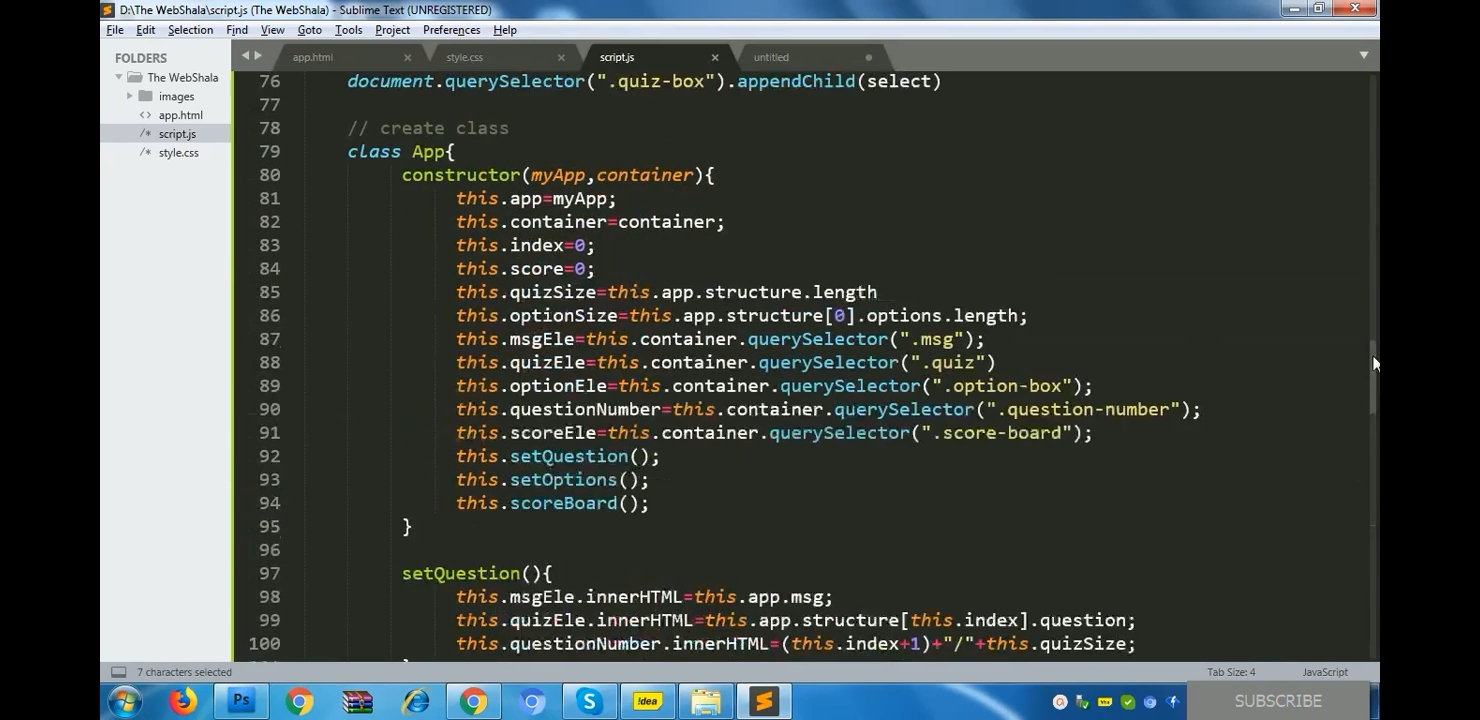 D:\The WebShala\script.js (The WebShala) - Sublime Text (UNREGISTERED)
File Edit Selection Find View Goto Tools Project Preferences Help
FOLDERS
The WebShala
images
<> app.html
/* script.js
/* style.css
app.html × style.css × script.js × untitled
76 document.querySelector(".quiz-box").appendChild(select)
77
78 // create class
79 class App{
80 constructor(myApp,container){
81 this.app=myApp;
82 this.container=container;
83 this.index=0;
84 this.score=0;
85 this.quizSize=this.app.structure.length
86 this.optionSize=this.app.structure[0].options.length;
87 this.msgEle=this.container.querySelector(".msg");
88 this.quizEle=this.container.querySelector(".quiz")
89 this.optionEle=this.container.querySelector(".option-box");
90 this.questionNumber=this.container.querySelector(".question-number");
91 this.scoreEle=this.container.querySelector(".score-board");
92 this.setQuestion();
93 this.setOptions();
94 this.scoreBoard();
95 }
96
97 setQuestion(){
98 this.msgEle.innerHTML=this.app.msg;
99 this.quizEle.innerHTML=this.app.structure[this.index].question;
100 this.questionNumber.innerHTML=(this.index+1)+"/"+this.quizSize;
7 characters selected
Tab Size: 4
JavaScript
Ps
!dea
SUBSCRIBE